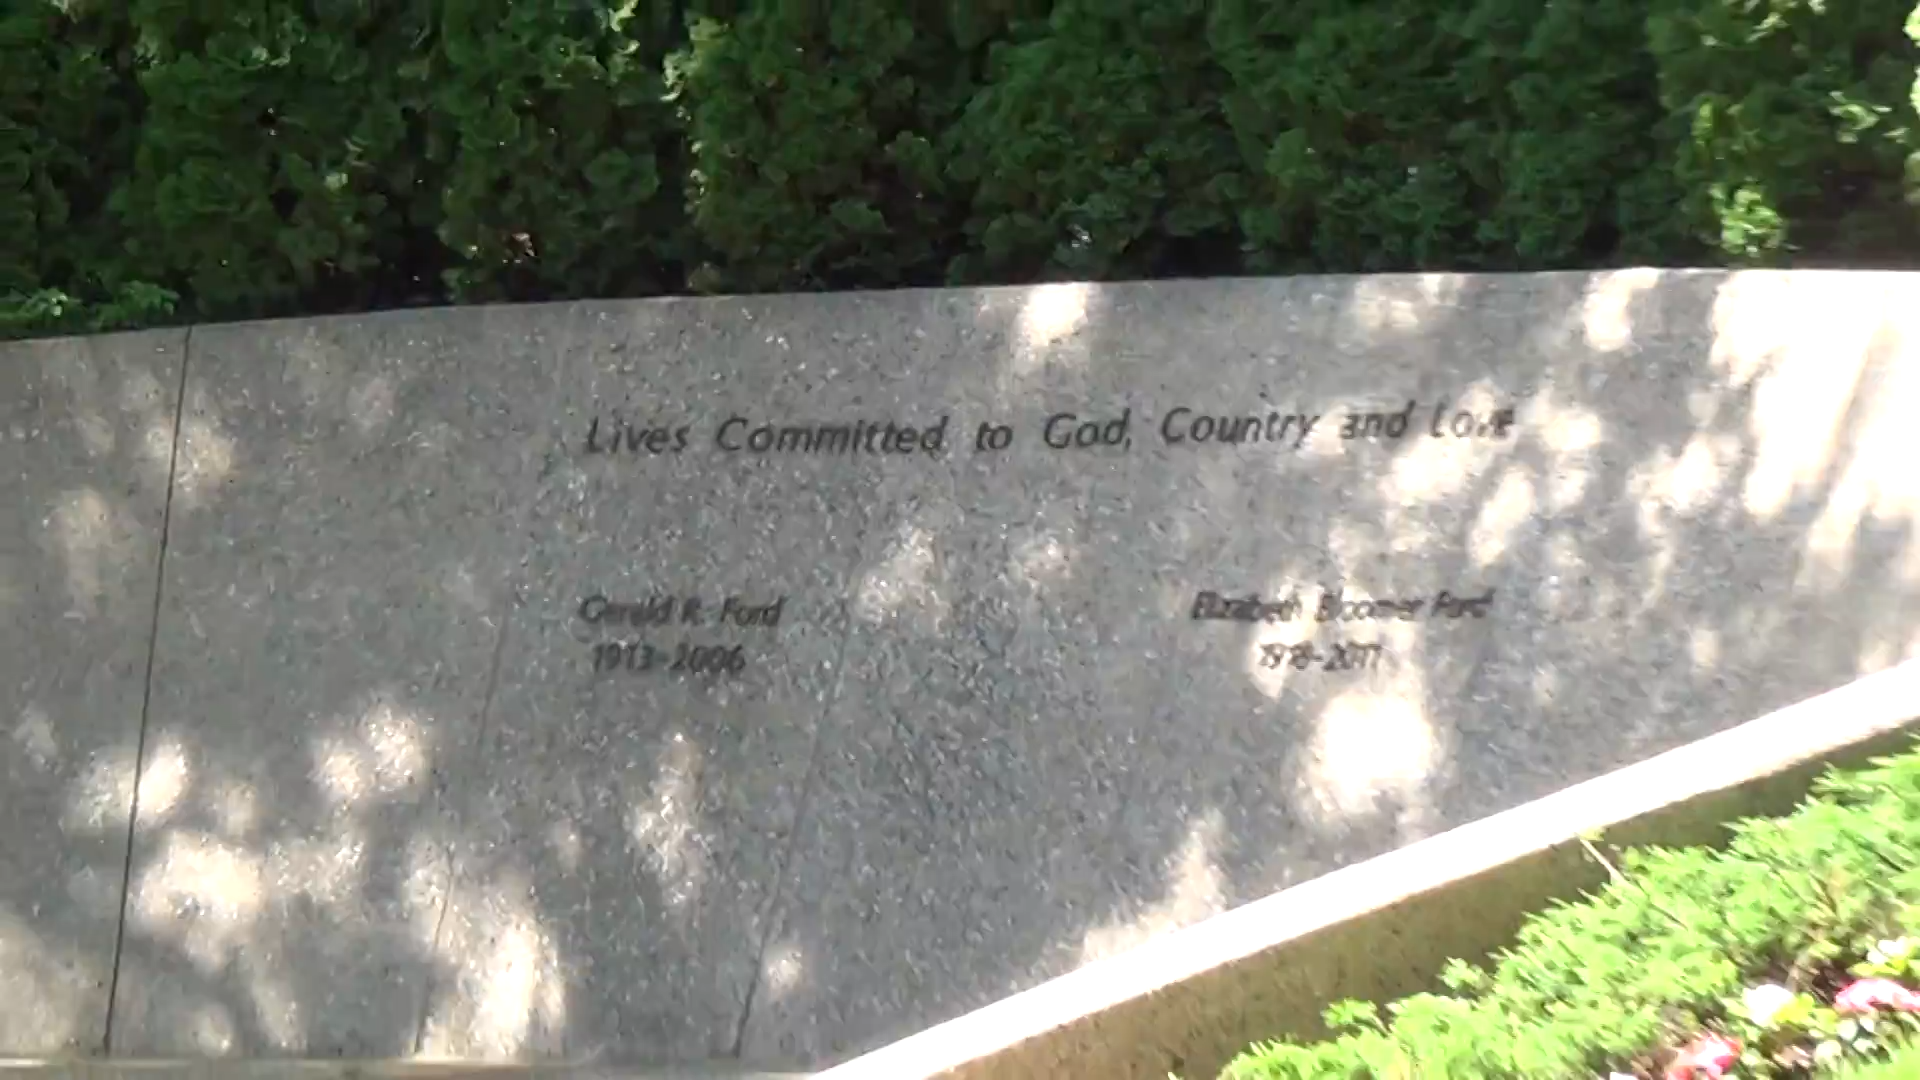 Lives Committed to God, Country and Love
Gerald R. Ford
1913-2006
Elizabeth Bloomer Ford
1918-2011